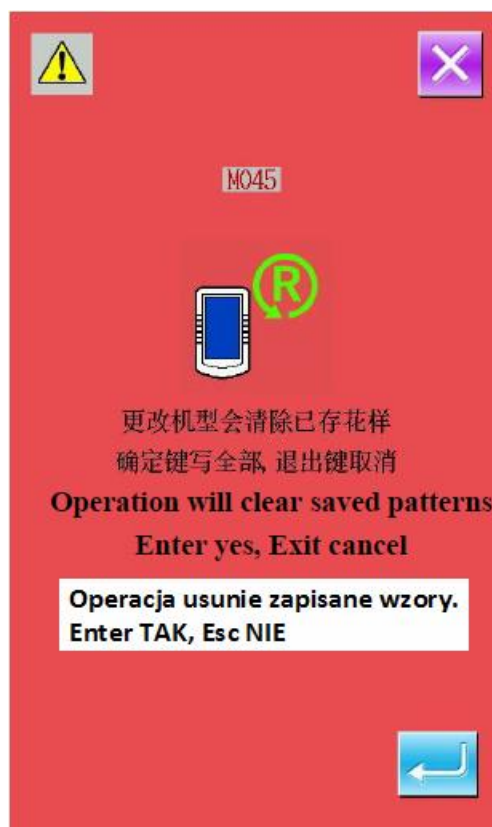 M045
R
更改机型会清除已存花样
确定键写全部, 退出键取消
Operation will clear saved patterns
Enter yes, Exit cancel
Operacja usunie zapisane wzory.
Enter TAK, Esc NIE